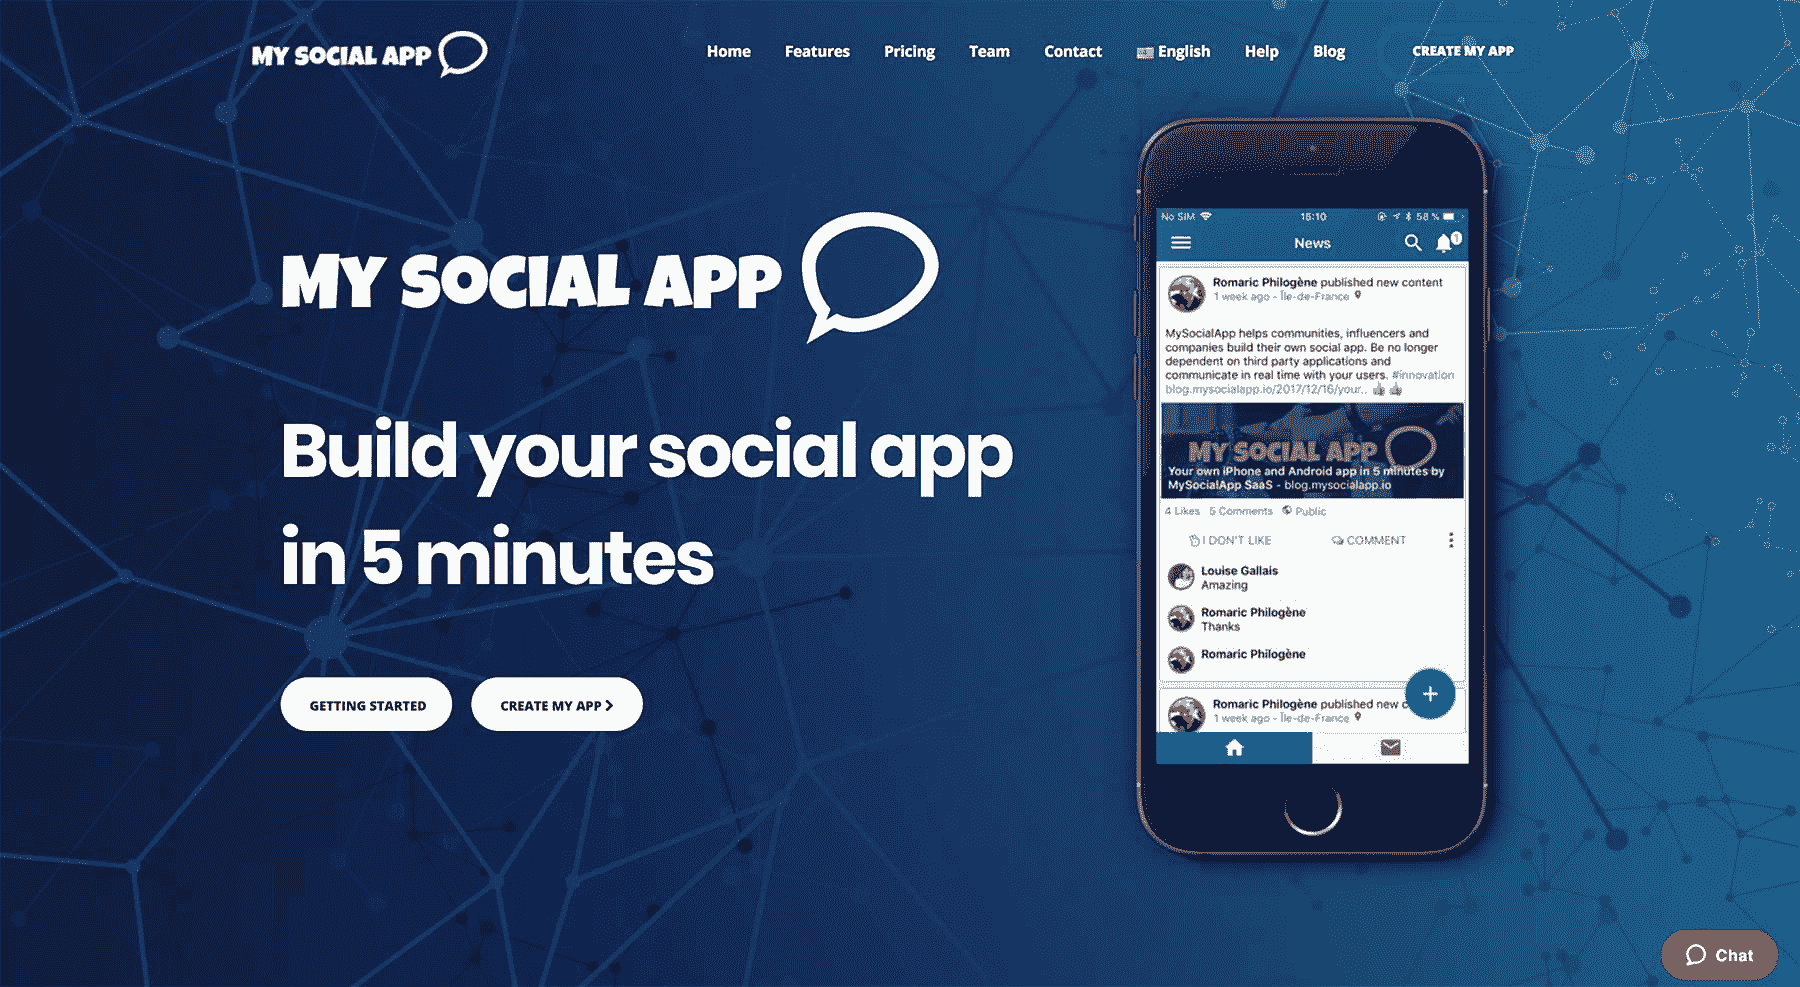 MY SOCIAL APP
Home Features Pricing Team Contact English Help Blog CREATE MY APP
MY SOCIAL APP
Build your social app
in 5 minutes
GETTING STARTED CREATE MY APP
No SIM 15:10 58 %
News 1
Romaric Philogène published new content
1 week ago - Île-de-France
MySocialApp helps communities, influencers and
companies build their own social app. Be no longer
dependent on third party applications and
communicate in real time with your users. #innovation
blog.mysocialapp.io/2017/12/16/your..
MY SOCIAL APP
Your own iPhone and Android app in 5 minutes by
MySocialApp SaaS - blog.mysocialapp.io
4 Likes 5 Comments Public
I DON'T LIKE COMMENT
Louise Gallais
Amazing
Romaric Philogène
Thanks
Romaric Philogène
Romaric Philogène published new c
1 week ago - Île-de-France
Chat